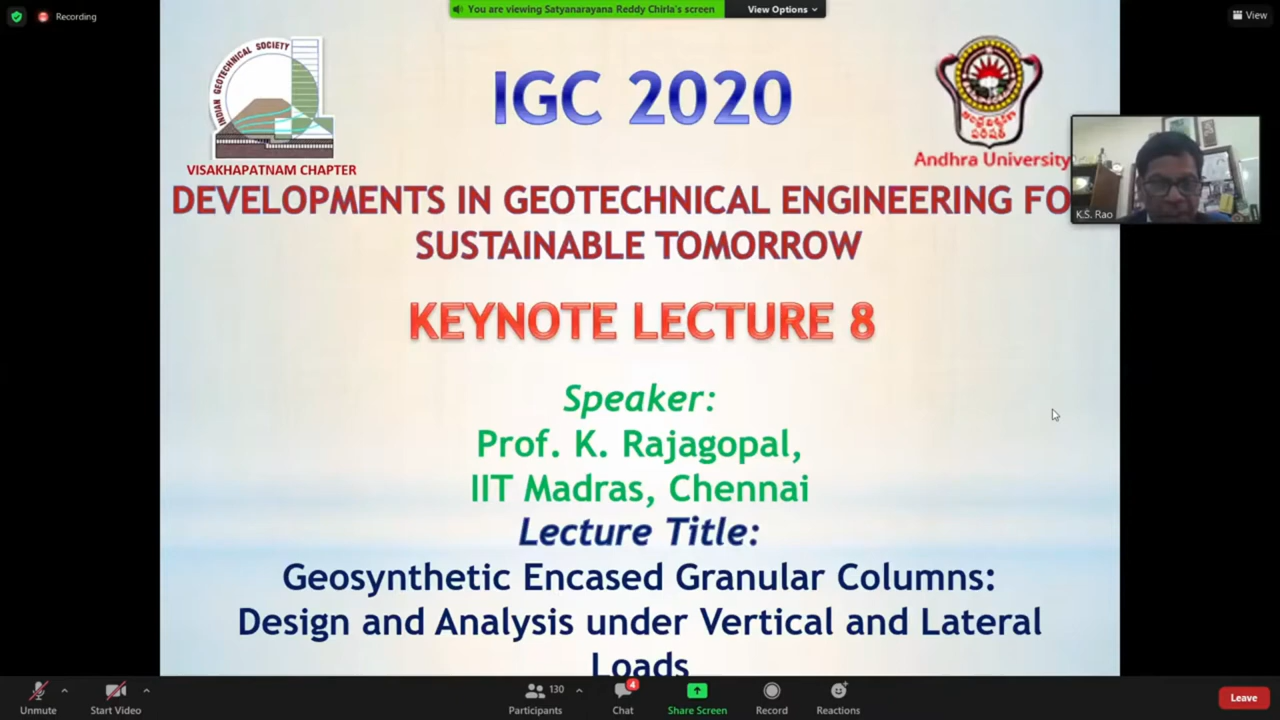 Recording
You are viewing Satyanarayana Reddy Chirla's screen
View Options
View
INDIAN GEOTECHNICAL SOCIETY
VISAKHAPATNAM CHAPTER
IGC 2020
Andhra University
K.S. Rao
DEVELOPMENTS IN GEOTECHNICAL ENGINEERING FO
SUSTAINABLE TOMORROW
KEYNOTE LECTURE 8
Speaker:
Prof. K. Rajagopal,
IIT Madras, Chennai
Lecture Title:
Geosynthetic Encased Granular Columns:
Design and Analysis under Vertical and Lateral
Loads
Unmute
Start Video
130
Participants
4
Chat
Share Screen
Record
Reactions
Leave